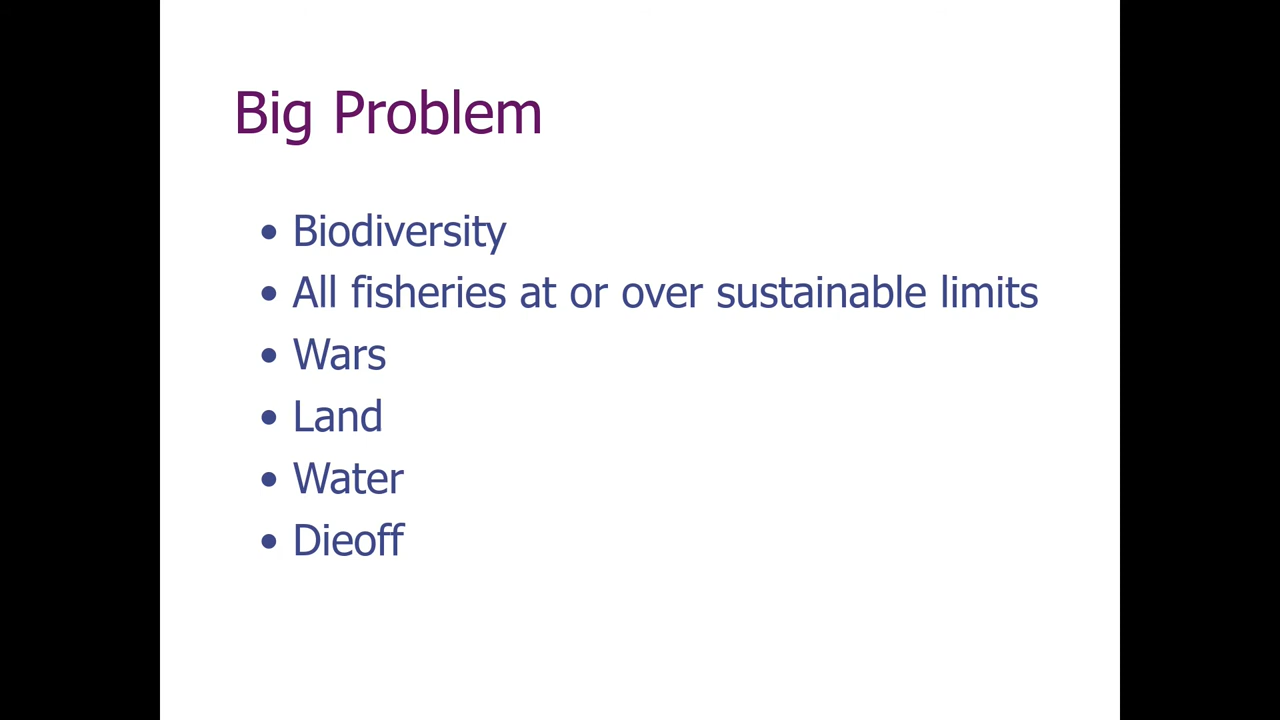 Big Problem
• Biodiversity
• All fisheries at or over sustainable limits
• Wars
• Land
• Water
• Dieoff